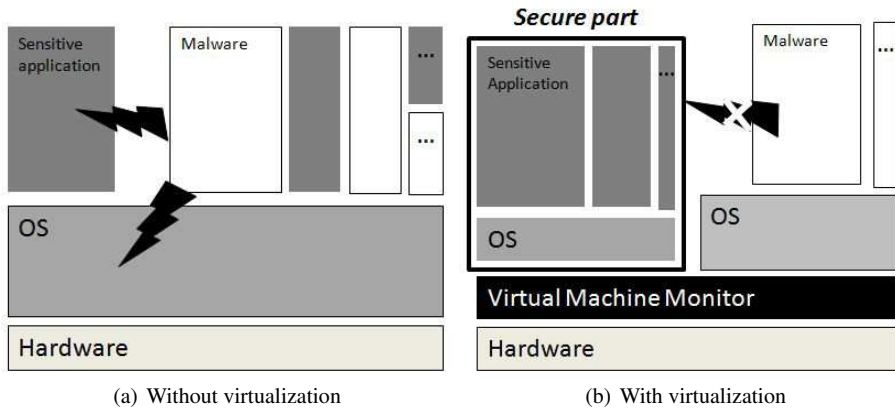 Sensitive
application
Malware
...
...
OS
Hardware
(a) Without virtualization
Secure part
Sensitive
Application
...
Malware
...
OS
OS
Virtual Machine Monitor
Hardware
(b) With virtualization